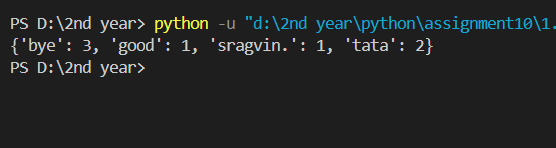 PS D:\2nd year> python -u "d:\2nd year\python\assignment10\1.
{'bye': 3, 'good': 1, 'sragvin.': 1, 'tata': 2}
PS D:\2nd year>